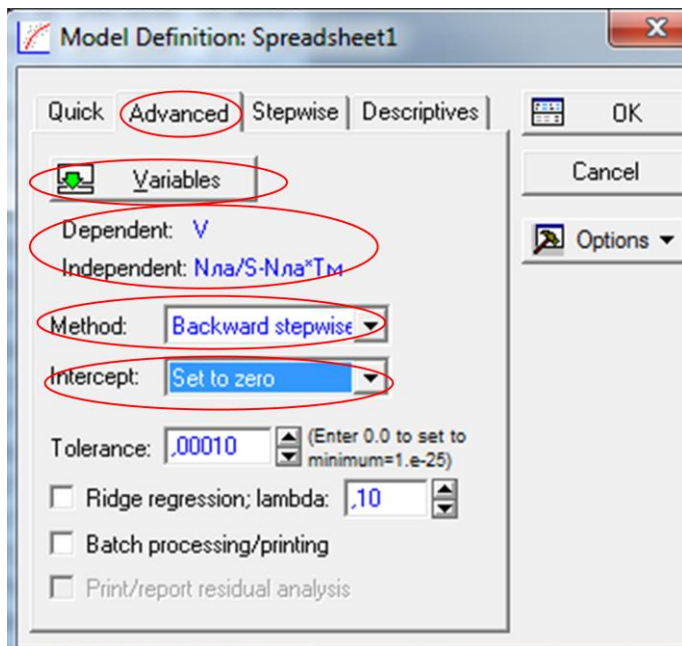 Model Definition: Spreadsheet1
Quick Advanced Stepwise Descriptives
OK
Variables
Cancel
Dependent: V
Options
Independent: Nла/S-Nла*Tм
Method: Backward stepwise
Intercept: Set to zero
Tolerance: ,00010 (Enter 0.0 to set to
minimum=1.e-25)
Ridge regression; lambda: ,10
Batch processing/printing
Print/report residual analysis